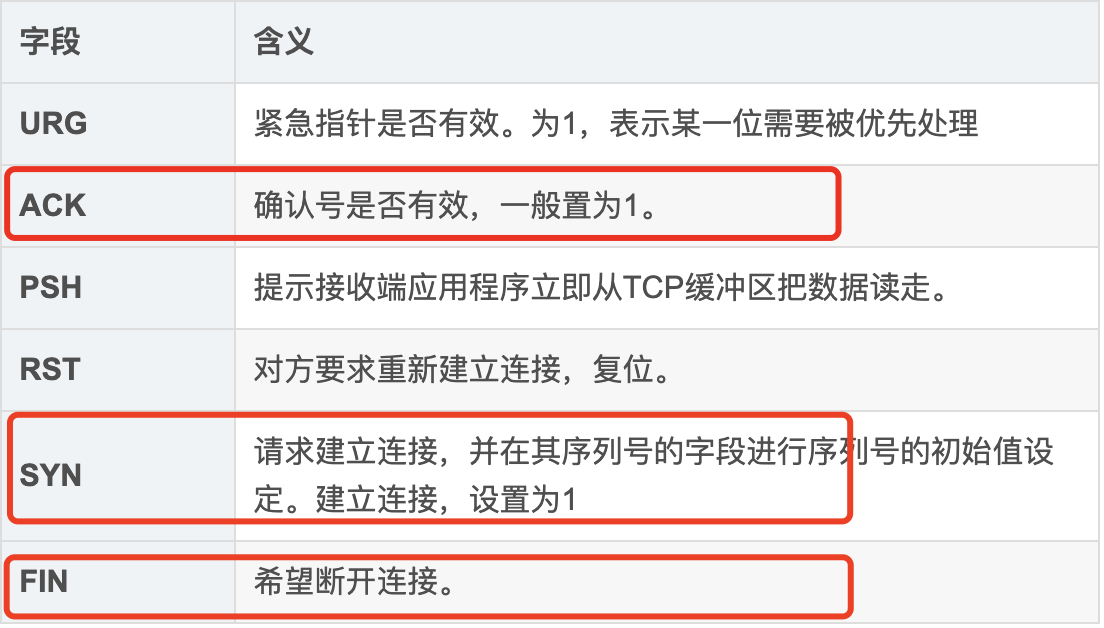 字段 含义
URG 紧急指针是否有效。为1，表示某一位需要被优先处理
ACK 确认号是否有效，一般置为1。
PSH 提示接收端应用程序立即从TCP缓冲区把数据读走。
RST 对方要求重新建立连接，复位。
SYN 请求建立连接，并在其序列号的字段进行序列号的初始值设
定。建立连接，设置为1
FIN 希望断开连接。